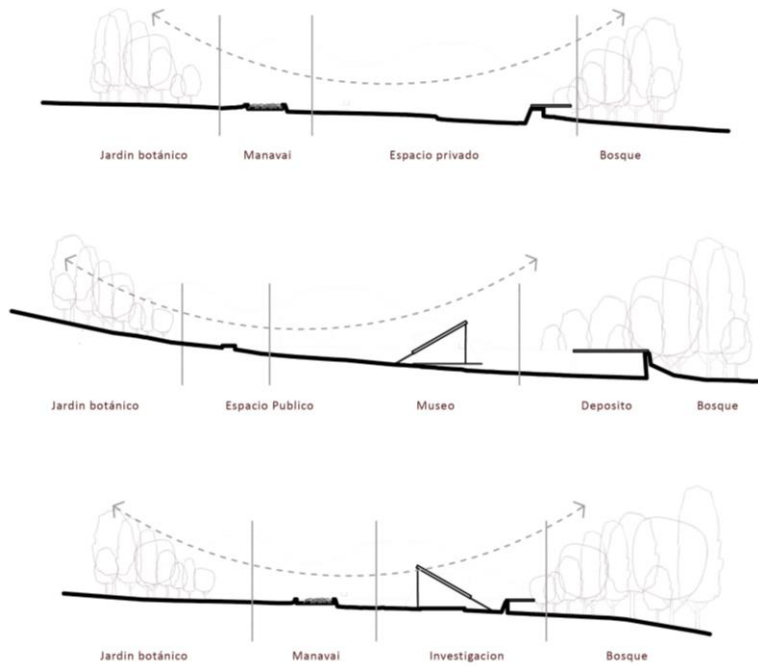 Jardin botánico Manavai Espacio privado Bosque
Jardin botánico Espacio Publico Museo Deposito Bosque
Jardin botánico Manavai Investigacion Bosque